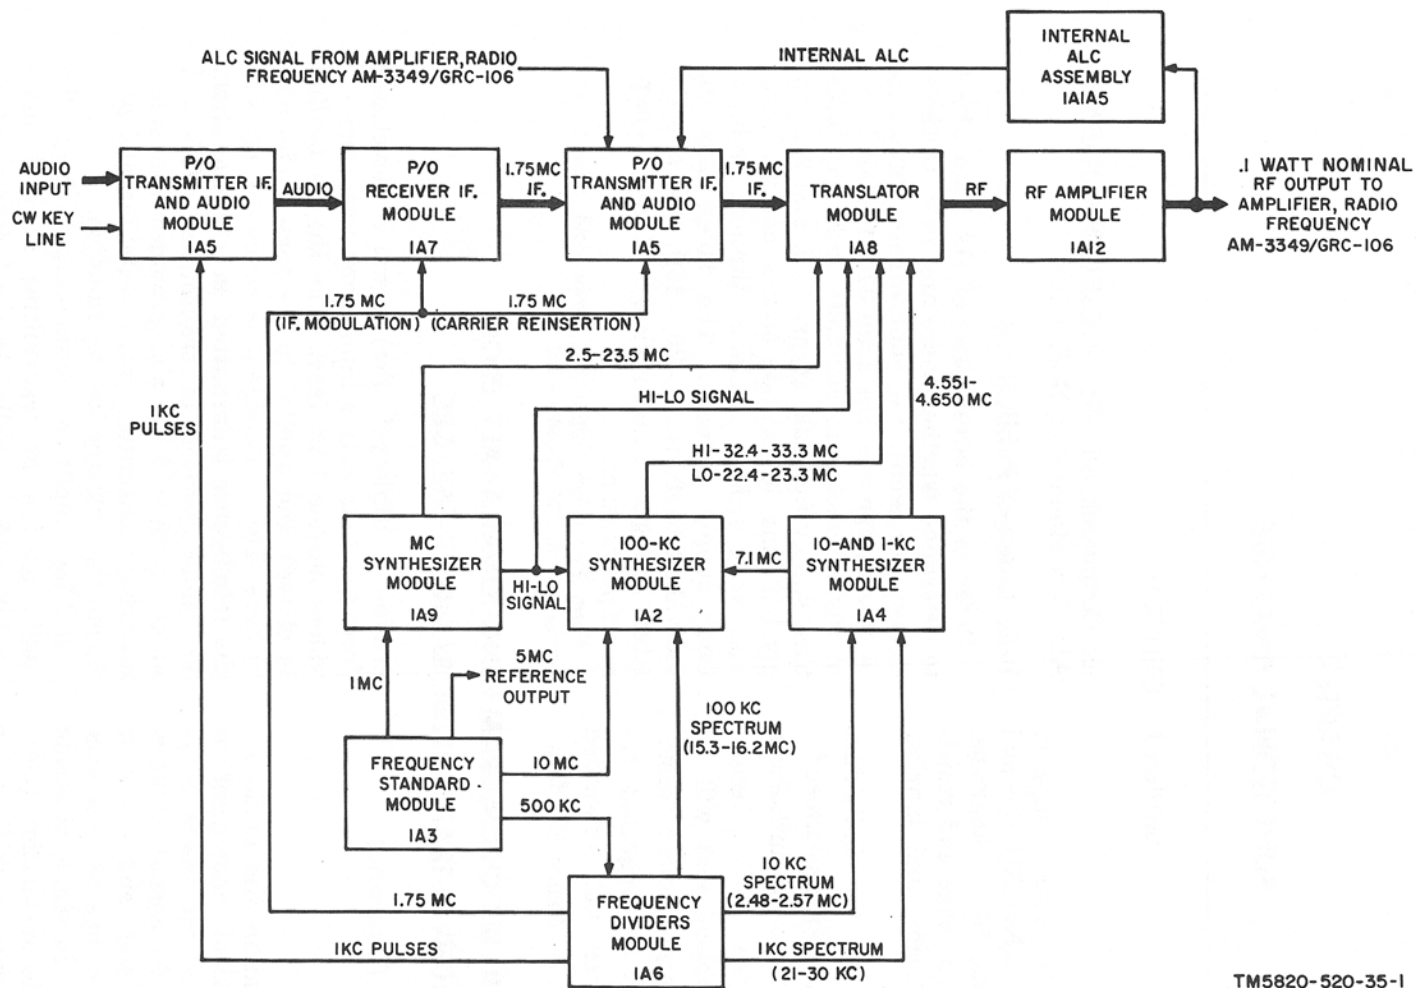 ALC SIGNAL FROM AMPLIFIER, RADIO
FREQUENCY AM-3349/GRC-106
INTERNAL ALC
INTERNAL
ALC
ASSEMBLY
1A1A5
AUDIO
INPUT
CW KEY
LINE
P/O
TRANSMITTER IF.
AND AUDIO
MODULE
1A5
AUDIO
P/O
RECEIVER IF.
MODULE
1A7
1.75 MC
IF.
P/O
TRANSMITTER IF.
AND AUDIO
MODULE
1A5
1.75 MC
IF.
TRANSLATOR
MODULE
1A8
RF
RF AMPLIFIER
MODULE
1A12
.1 WATT NOMINAL
RF OUTPUT TO
AMPLIFIER, RADIO
FREQUENCY
AM-3349/GRC-106
1.75 MC
(IF. MODULATION)
1.75 MC
(CARRIER REINSERTION)
2.5-23.5 MC
HI-LO SIGNAL
4.551-
4.650 MC
1KC
PULSES
HI-32.4-33.3 MC
LO-22.4-23.3 MC
MC
SYNTHESIZER
MODULE
1A9
HI-LO
SIGNAL
100-KC
SYNTHESIZER
MODULE
1A2
7.1 MC
10-AND 1-KC
SYNTHESIZER
MODULE
1A4
1MC
5MC
REFERENCE
OUTPUT
100 KC
SPECTRUM
(15.3-16.2 MC)
FREQUENCY
STANDARD
MODULE
1A3
10 MC
500 KC
1.75 MC
1KC PULSES
FREQUENCY
DIVIDERS
MODULE
1A6
10 KC
SPECTRUM
(2.48-2.57 MC)
1KC SPECTRUM
(21-30 KC)
TM5820-520-35-1